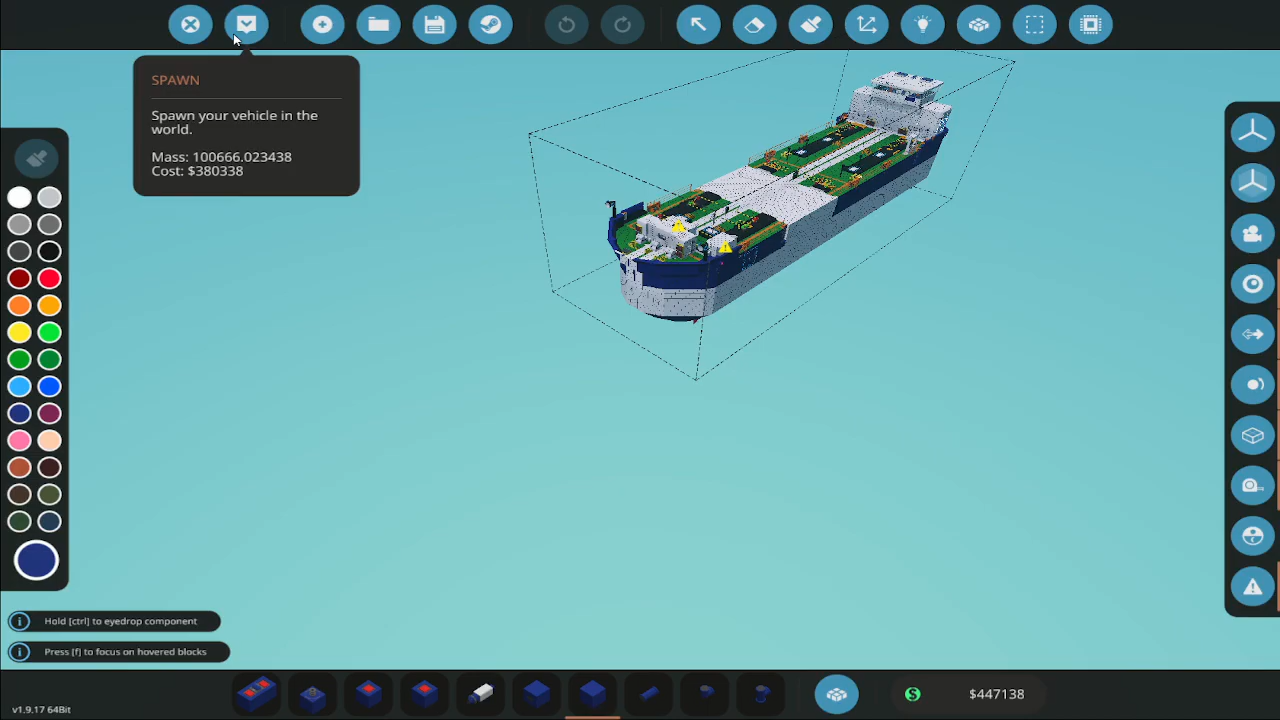 SPAWN
Spawn your vehicle in the
world.
Mass: 100666.023438
Cost: $380338
Hold [ctrl] to eyedrop component
Press [f] to focus on hovered blocks
v1.9.17 64Bit
$447138